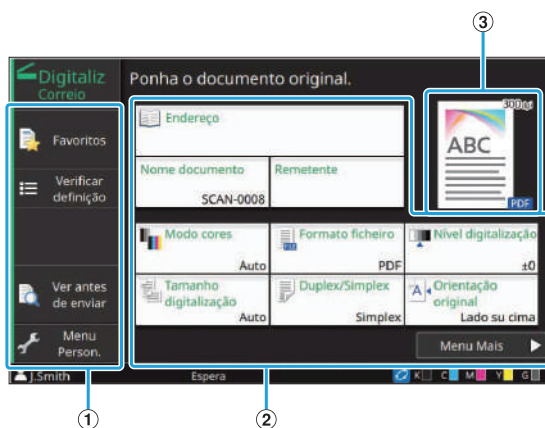 ③
Digitaliz
Correio
Ponha o documento original.
Favoritos
Verificar
definição
Ver antes
de enviar
Menu
Person.
Endereço
Nome documento
SCAN-0008
Remetente
Modo cores
Auto
Formato ficheiro
PDF
Nível digitalização
±0
Tamanho
digitalização
Auto
Duplex/Simplex
Simplex
Orientação
original
Lado su cima
300dpi
ABC
PDF
Menu Mais
J.Smith
Espera
K C M Y G
① ②